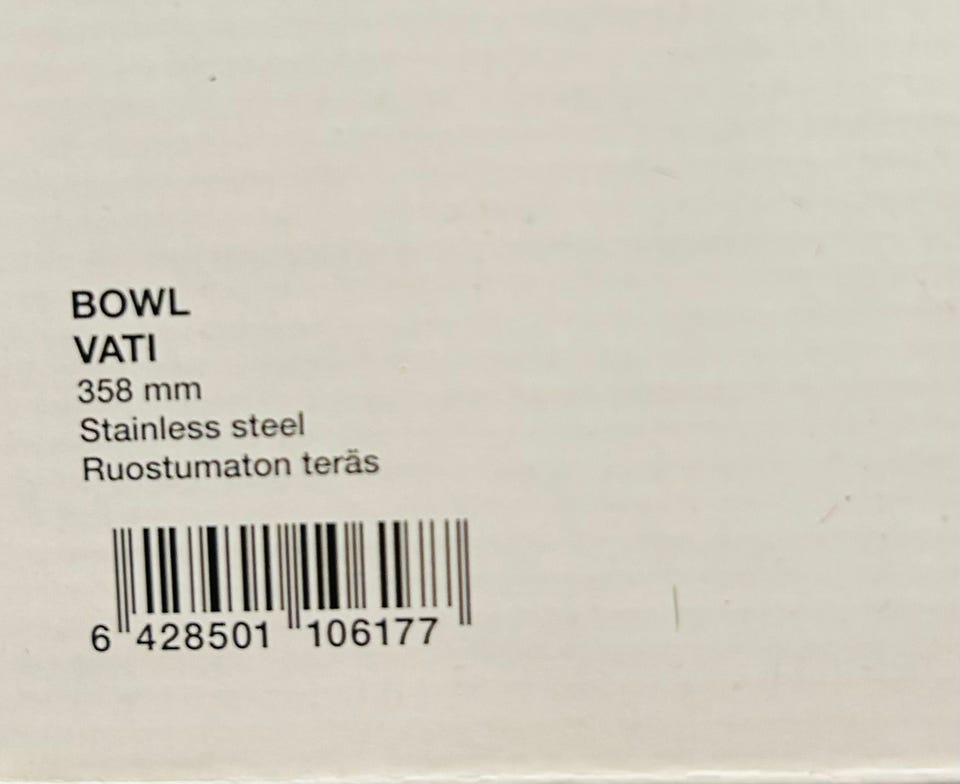 BOWL
VATI
358 mm
Stainless steel
Ruostumaton teräs
6 428501 106177